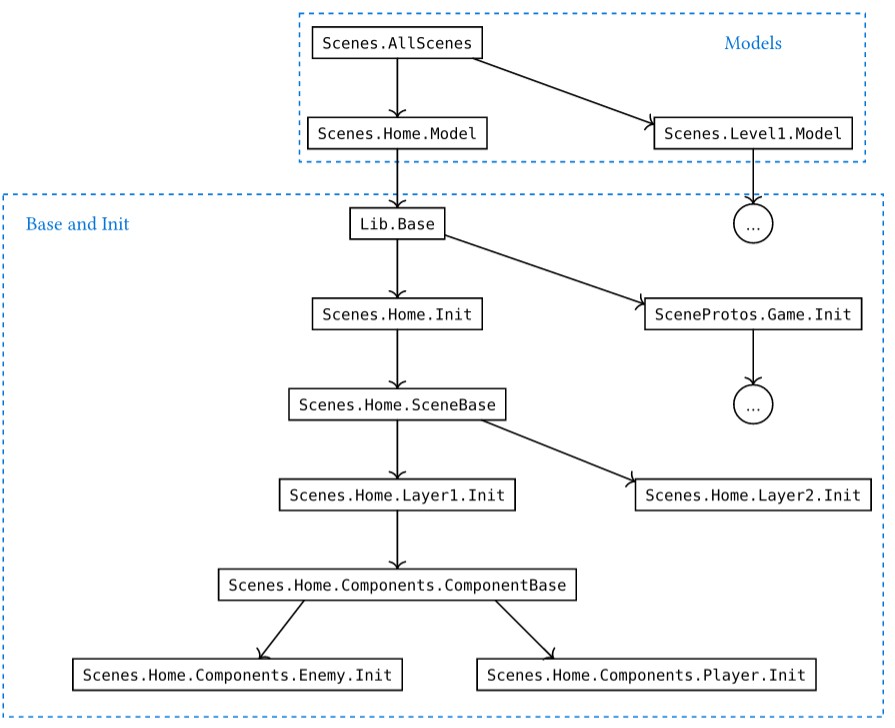 Scenes.AllScenes
Models
Scenes.Home.Model
Scenes.Level1.Model
Base and Init
Lib.Base
...
Scenes.Home.Init
SceneProtos.Game.Init
Scenes.Home.SceneBase
...
Scenes.Home.Layer1.Init
Scenes.Home.Layer2.Init
Scenes.Home.Components.ComponentBase
Scenes.Home.Components.Enemy.Init
Scenes.Home.Components.Player.Init